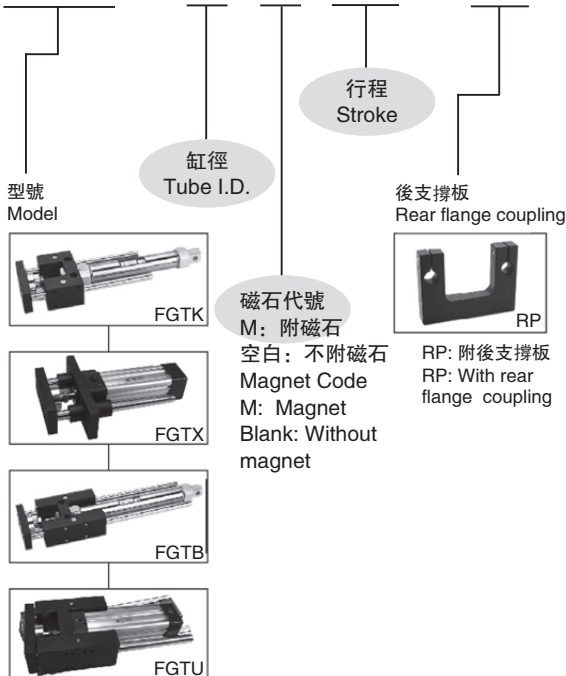 行程
Stroke
缸徑
Tube I.D.
型號
Model
後支撐板
Rear flange coupling
FGTK
FGTX
FGTB
FGTU
磁石代號
M：附磁石
空白：不附磁石
Magnet Code
M: Magnet
Blank: Without
magnet
RP
RP: 附後支撐板
RP: With rear
flange coupling